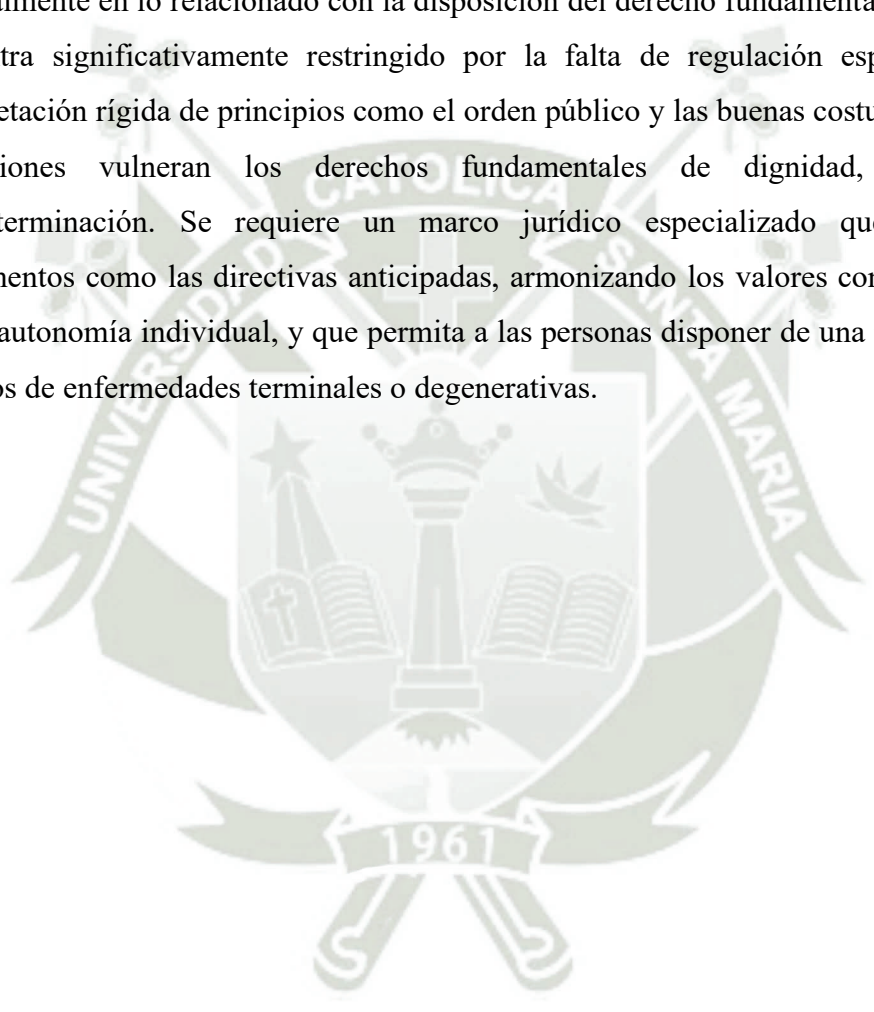 almente en lo relacionado con la disposición del derecho fundamenta
tra significativamente restringido por la falta de regulación esp
etación rígida de principios como el orden público y las buenas costu
iones vulneran los derechos fundamentales de dignidad,
terminación. Se requiere un marco jurídico especializado que
mentos como las directivas anticipadas, armonizando los valores con
autonomía individual, y que permita a las personas disponer de una
os de enfermedades terminales o degenerativas.
UNIVERSIDAD CATOLICA SANTA MARIA
1961